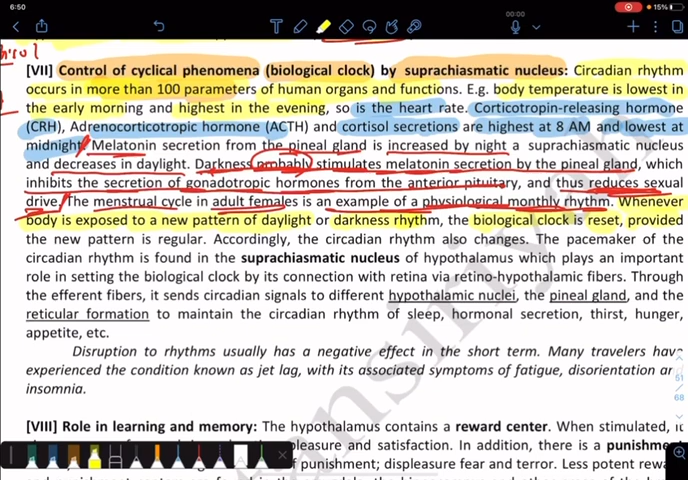 6:50
15%
00:00
[VII] Control of cyclical phenomena (biological clock) by suprachiasmatic nucleus: Circadian rhythm
occurs in more than 100 parameters of human organs and functions. E.g. body temperature is lowest in
the early morning and highest in the evening, so is the heart rate. Corticotropin-releasing hormone
(CRH), Adrenocorticotropic hormone (ACTH) and cortisol secretions are highest at 8 AM and lowest at
midnight. Melatonin secretion from the pineal gland is increased by night a suprachiasmatic nucleus
and decreases in daylight. Darkness probably stimulates melatonin secretion by the pineal gland, which
inhibits the secretion of gonadotropic hormones from the anterior pituitary, and thus reduces sexual
drive. The menstrual cycle in adult females is an example of a physiological monthly rhythm. Whenever
body is exposed to a new pattern of daylight or darkness rhythm, the biological clock is reset, provided
the new pattern is regular. Accordingly, the circadian rhythm also changes. The pacemaker of the
circadian rhythm is found in the suprachiasmatic nucleus of hypothalamus which plays an important
role in setting the biological clock by its connection with retina via retino-hypothalamic fibers. Through
the efferent fibers, it sends circadian signals to different hypothalamic nuclei, the pineal gland, and the
reticular formation to maintain the circadian rhythm of sleep, hormonal secretion, thirst, hunger,
appetite, etc.
Disruption to rhythms usually has a negative effect in the short term. Many travelers have
experienced the condition known as jet lag, with its associated symptoms of fatigue, disorientation an
insomnia.
51
68
[VIII] Role in learning and memory: The hypothalamus contains a reward center. When stimulated, it
pleasure and satisfaction. In addition, there is a punishme
of punishment; displeasure fear and terror. Less potent rewa